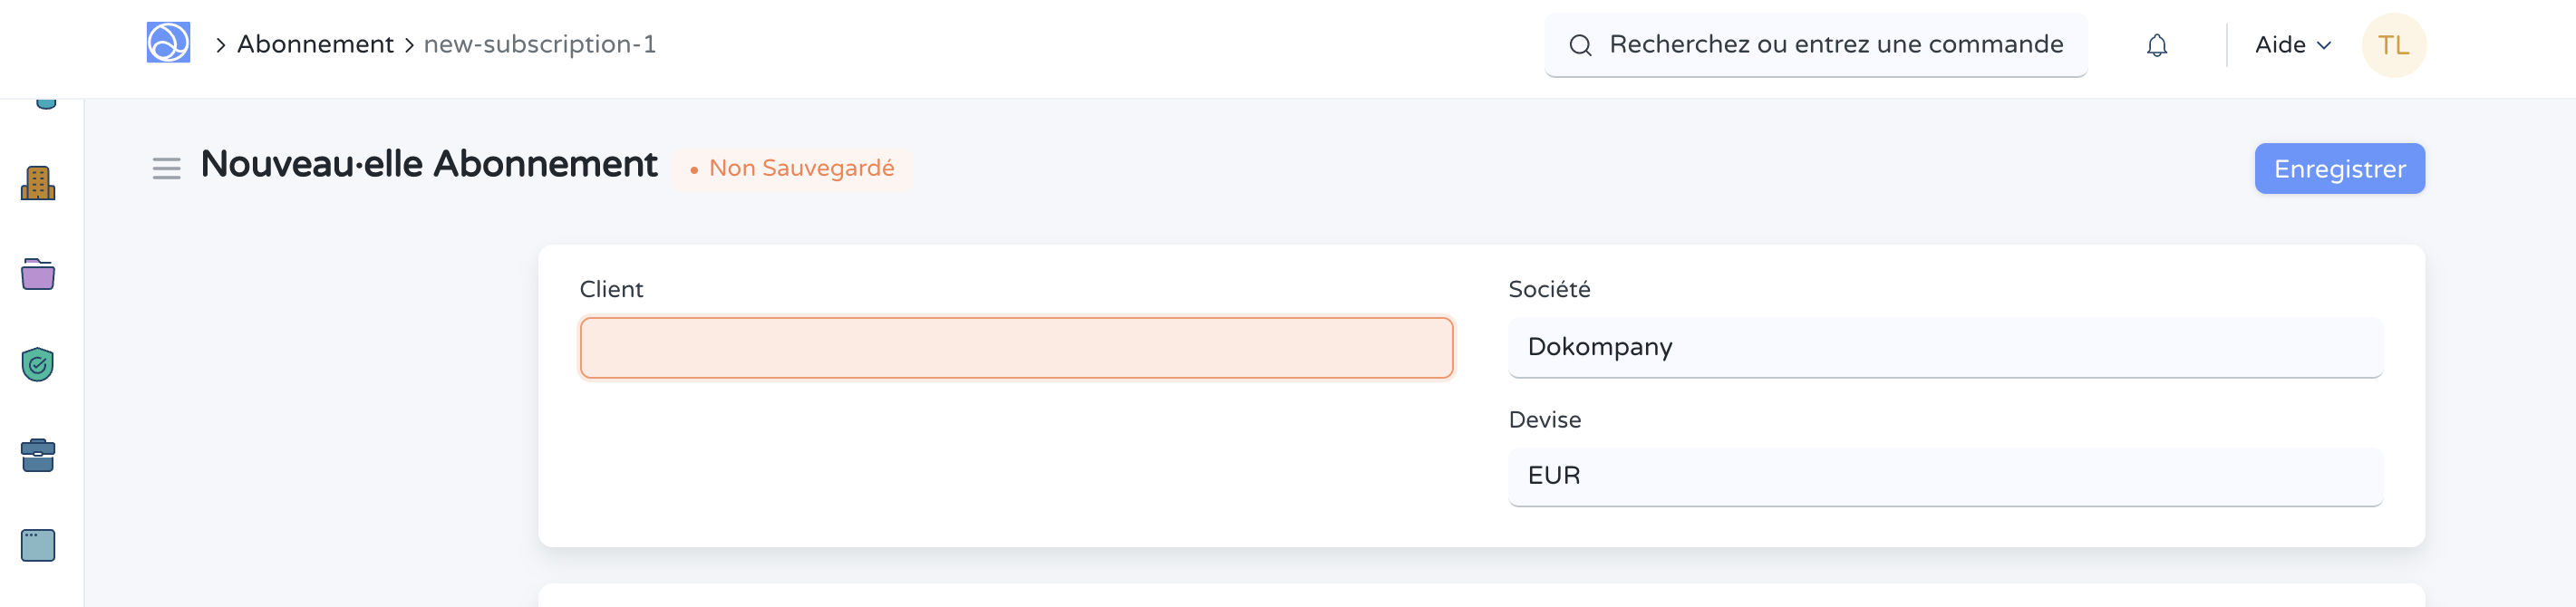 Abonnement new-subscription-1
Recherchez ou entrez une commande
Aide
TL
Nouveau·elle Abonnement
Non Sauvegardé
Enregistrer
Client
Société
Dokompany
Devise
EUR